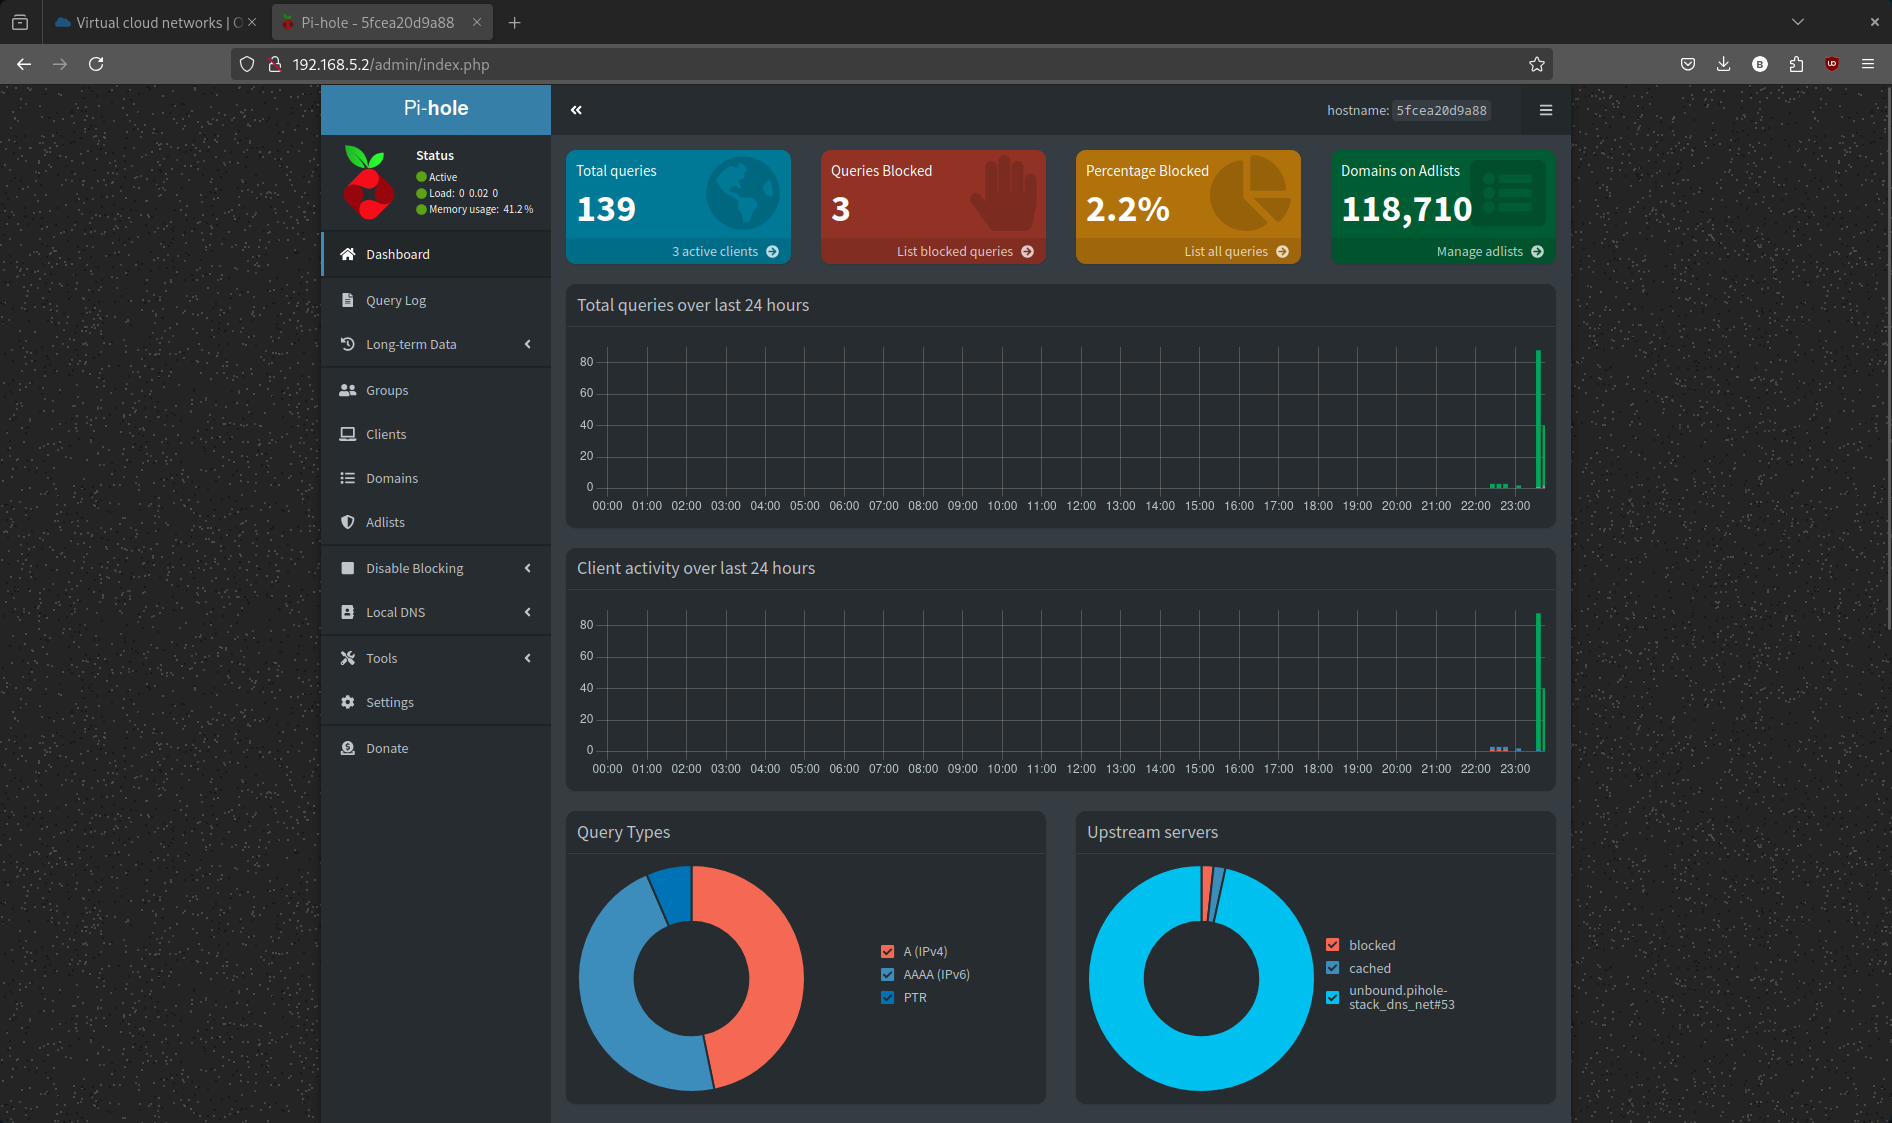 Virtual cloud networks | O
Pi-hole - 5fcea20d9a88
192.168.5.2/admin/index.php
Pi-hole
hostname: 5fcea20d9a88
Status
Active
Load: 0 0.02 0
Memory usage: 41.2 %
Dashboard
Query Log
Long-term Data
Groups
Clients
Domains
Adlists
Disable Blocking
Local DNS
Tools
Settings
Donate
Total queries
139
3 active clients
Queries Blocked
3
List blocked queries
Percentage Blocked
2.2%
List all queries
Domains on Adlists
118,710
Manage adlists
Total queries over last 24 hours
80
60
40
20
0
00:00 01:00 02:00 03:00 04:00 05:00 06:00 07:00 08:00 09:00 10:00 11:00 12:00 13:00 14:00 15:00 16:00 17:00 18:00 19:00 20:00 21:00 22:00 23:00
Client activity over last 24 hours
80
60
40
20
0
00:00 01:00 02:00 03:00 04:00 05:00 06:00 07:00 08:00 09:00 10:00 11:00 12:00 13:00 14:00 15:00 16:00 17:00 18:00 19:00 20:00 21:00 22:00 23:00
Query Types
A (IPv4)
AAAA (IPv6)
PTR
Upstream servers
blocked
cached
unbound.pihole-
stack_dns_net#53